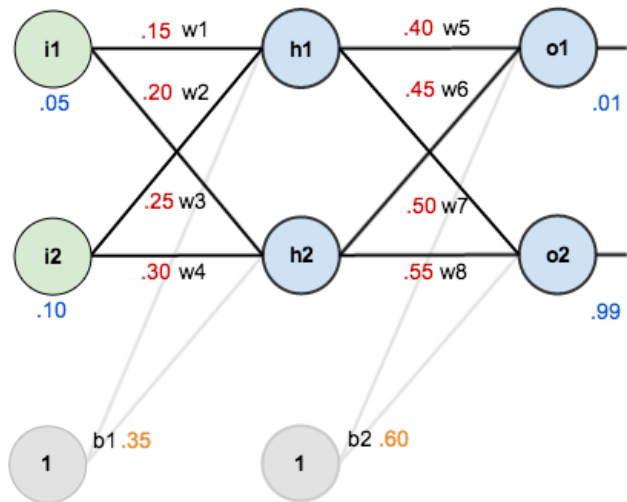 .15 w1
.40 w5
i1
h1
o1
.20 w2
.45 w6
.05
.01
.25 w3
.50 w7
i2
h2
o2
.30 w4
.55 w8
.10
.99
b1 .35
b2 .60
1
1